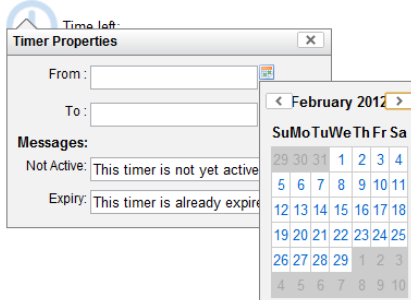 Time left:
Timer Properties
From :
To :
Messages:
Not Active: This timer is not yet active
Expiry: This timer is already expire
February 2012
Su Mo Tu We Th Fr Sa
29 30 31 1 2 3 4
5 6 7 8 9 10 11
12 13 14 15 16 17 18
19 20 21 22 23 24 25
26 27 28 29 1 2 3
4 5 6 7 8 9 10